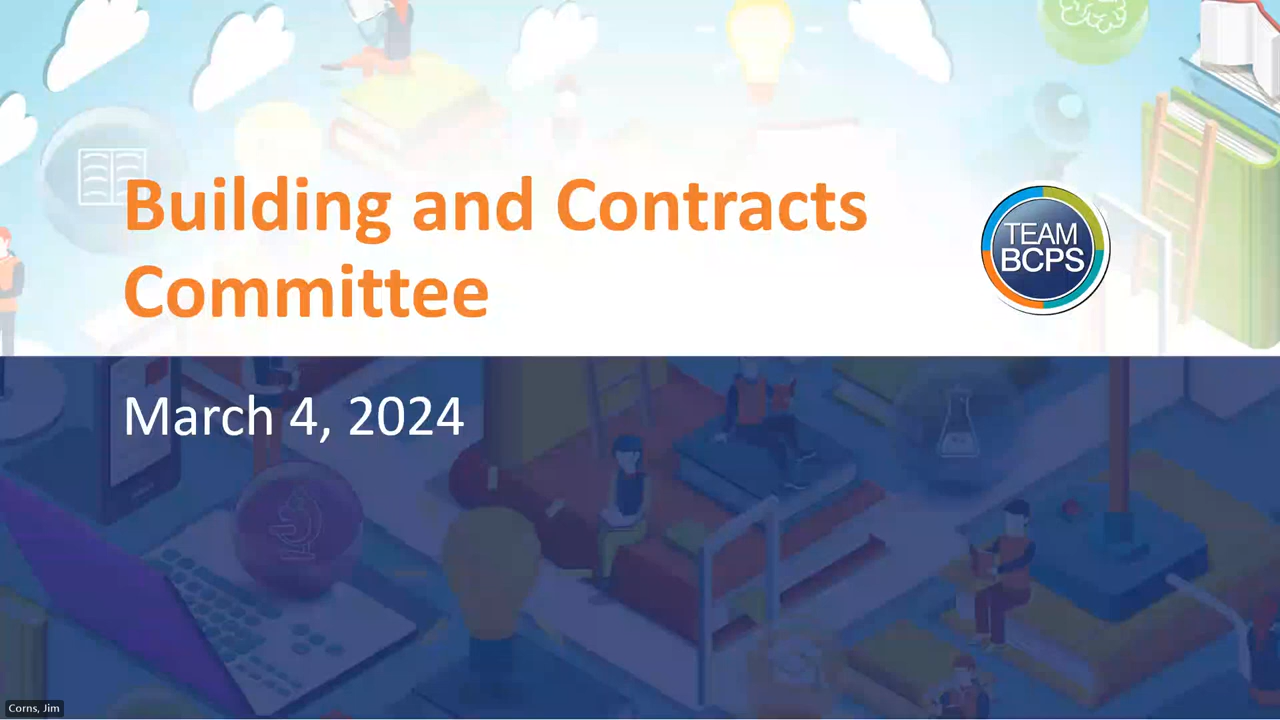 Building and Contracts
Committee
TEAM
BCPS
March 4, 2024
Corns, Jim